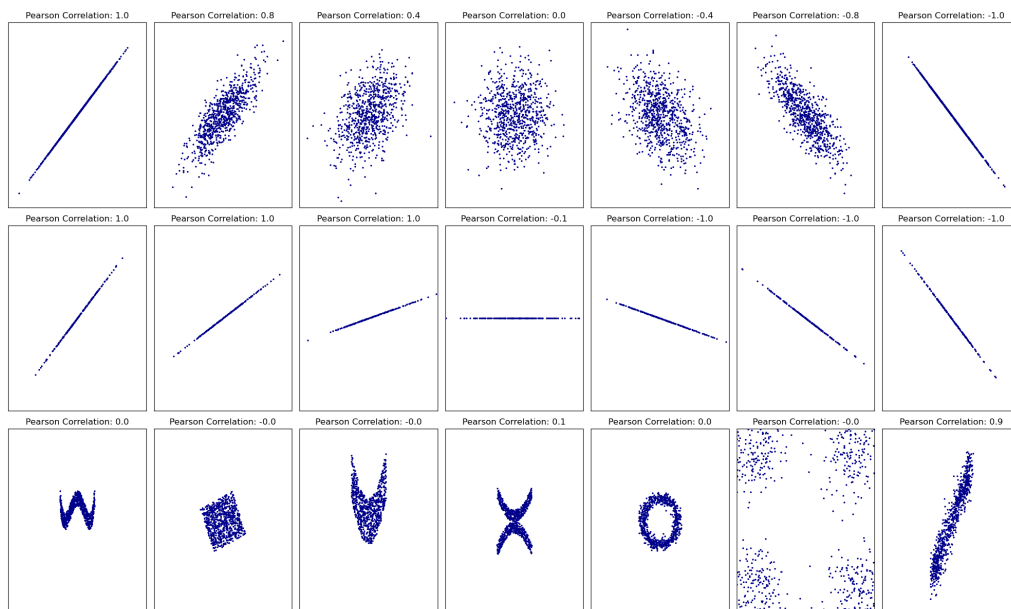 Pearson Correlation: 1.0
Pearson Correlation: 0.8
Pearson Correlation: 0.4
Pearson Correlation: 0.0
Pearson Correlation: -0.4
Pearson Correlation: -0.8
Pearson Correlation: -1.0
Pearson Correlation: 1.0
Pearson Correlation: 1.0
Pearson Correlation: 1.0
Pearson Correlation: -0.1
Pearson Correlation: -1.0
Pearson Correlation: -1.0
Pearson Correlation: -1.0
Pearson Correlation: 0.0
Pearson Correlation: -0.0
Pearson Correlation: -0.0
Pearson Correlation: 0.1
Pearson Correlation: 0.0
Pearson Correlation: -0.0
Pearson Correlation: 0.9